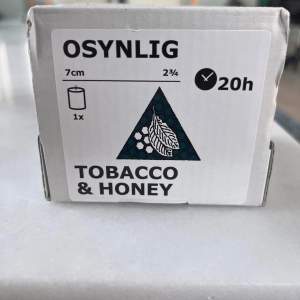 OSYNLIG
7cm 2¾
20h
1x
TOBACCO
& HONEY